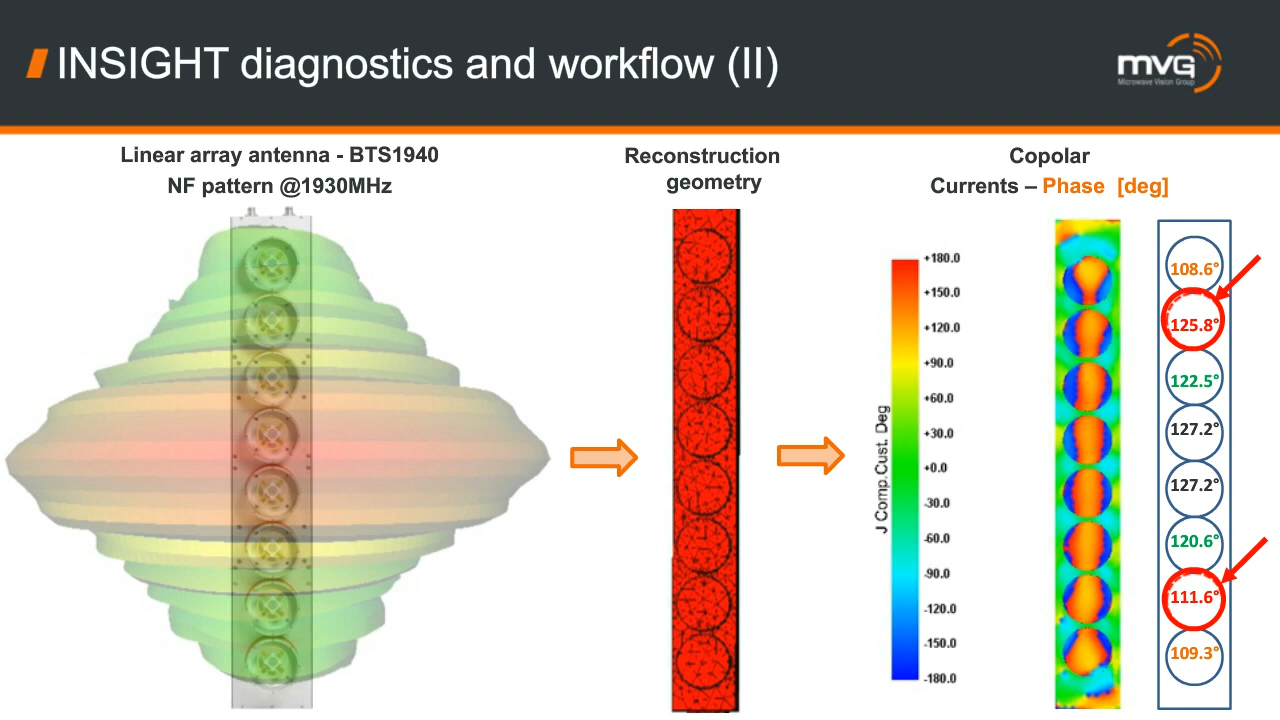 INSIGHT diagnostics and workflow (II)
mvg
Microwave Vision Group
Linear array antenna - BTS1940
NF pattern @1930MHz
Reconstruction
geometry
Copolar
Currents – Phase [deg]
J Comp.Cust. Deg
+180.0
+150.0
+120.0
+90.0
+60.0
+30.0
+0.0
-30.0
-60.0
-90.0
-120.0
-150.0
-180.0
108.6°
125.8°
122.5°
127.2°
127.2°
120.6°
111.6°
109.3°